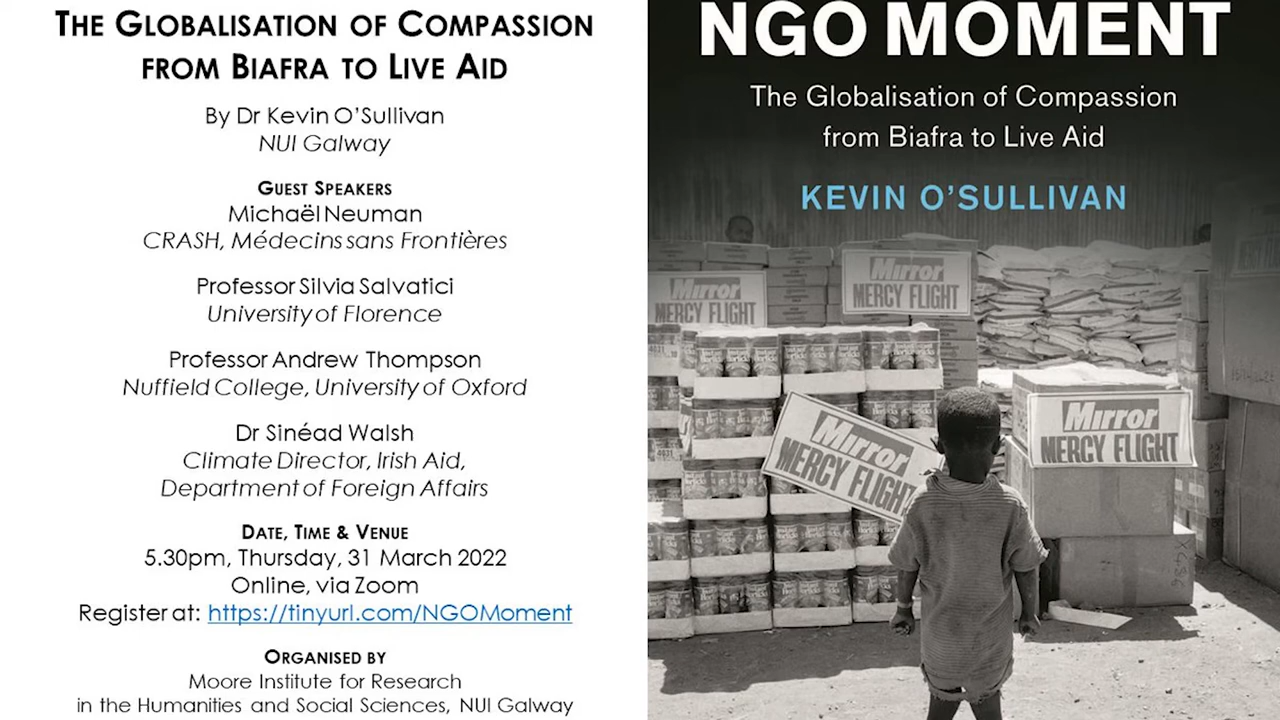 THE GLOBALISATION OF COMPASSION
FROM BIAFRA TO LIVE AID
By Dr Kevin O'Sullivan
NUI Galway
GUEST SPEAKERS
Michaël Neuman
CRASH, Médecins sans Frontières
Professor Silvia Salvatici
University of Florence
Professor Andrew Thompson
Nuffield College, University of Oxford
Dr Sinéad Walsh
Climate Director, Irish Aid,
Department of Foreign Affairs
DATE, TIME & VENUE
5.30pm, Thursday, 31 March 2022
Online, via Zoom
Register at: https://tinyurl.com/NGOMoment
ORGANISED BY
Moore Institute for Research
in the Humanities and Social Sciences, NUI Galway
NGO MOMENT
The Globalisation of Compassion
from Biafra to Live Aid
KEVIN O'SULLIVAN
Mirror
MERCY FLIGHT
Mirror
MERCY FLIGHT
Mirror
MERCY FLIGHT
Mirror
MERCY FLIGHT